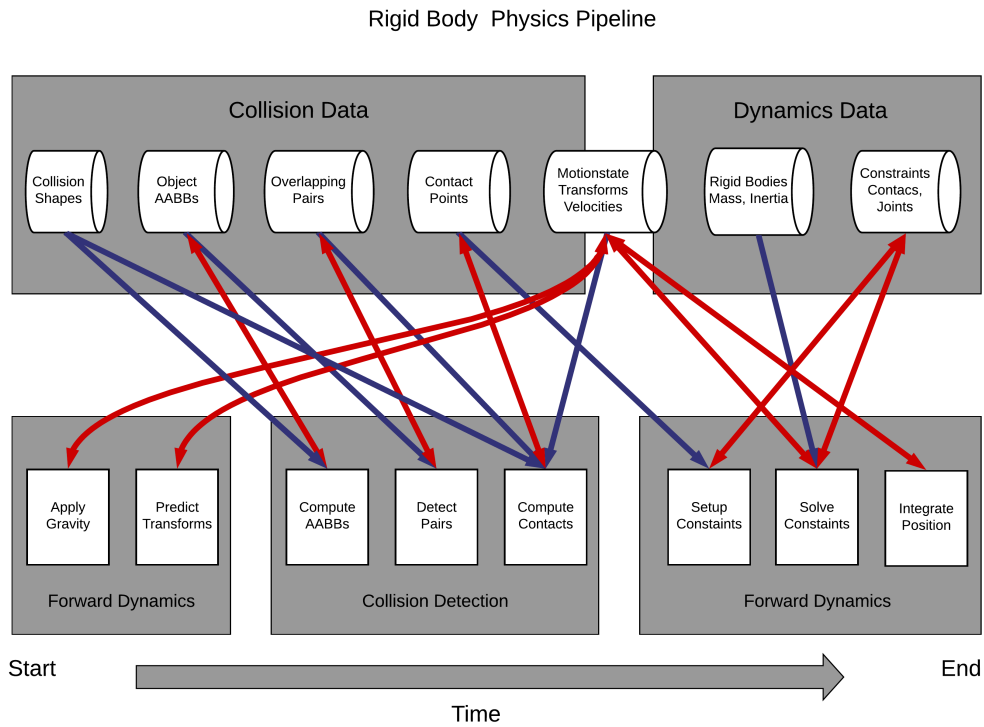 Rigid Body  Physics Pipeline
Collision Data
Dynamics Data
Collision
Shapes
Object
AABBs
Overlapping
Pairs
Contact
Points
Motionstate
Transforms
Velocities
Rigid Bodies
Mass, Inertia
Constraints
Contacs,
Joints
Apply
Gravity
Predict
Transforms
Compute
AABBs
Detect
Pairs
Compute
Contacts
Setup
Constaints
Solve
Constaints
Integrate
Position
Forward Dynamics
Collision Detection
Forward Dynamics
Start
End
Time